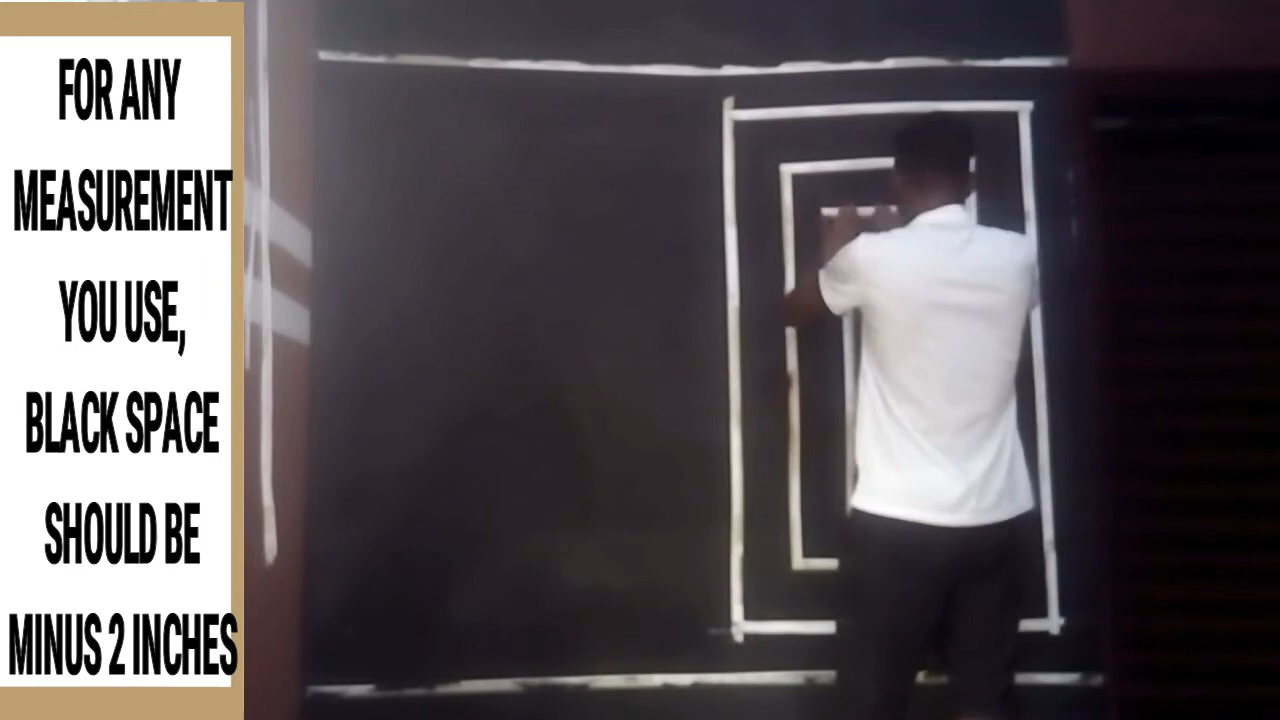 FOR ANY
MEASUREMENT
YOU USE,
BLACK SPACE
SHOULD BE
MINUS 2 INCHES